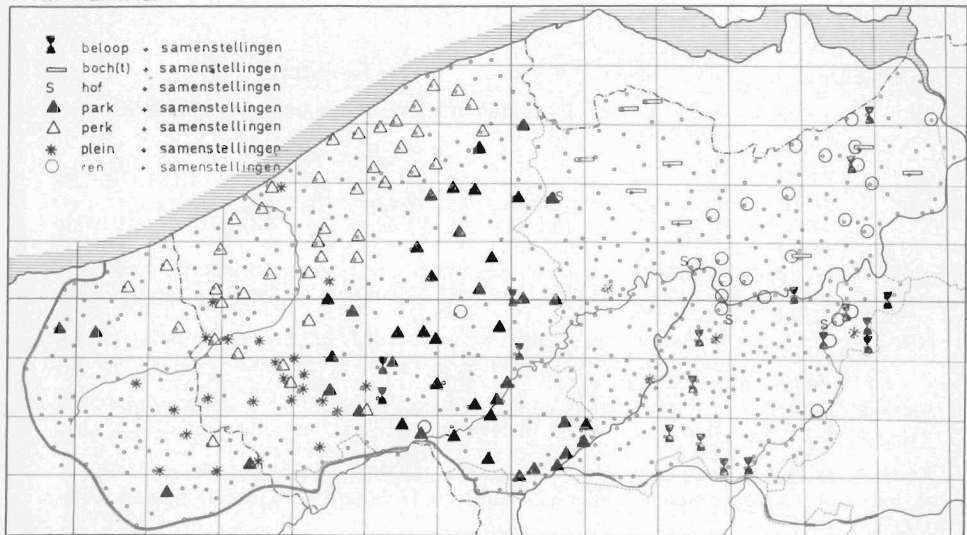 beloop + samenstellingen
boch(t) + samenstellingen
S hof + samenstellingen
park + samenstellingen
perk + samenstellingen
plein + samenstellingen
ren + samenstellingen
S
S
S
S